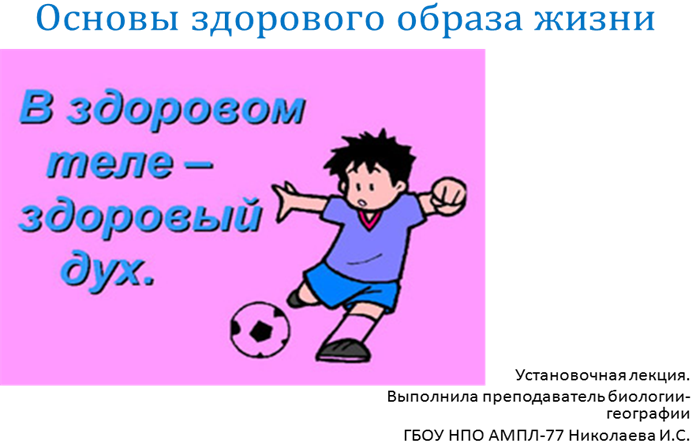 Основы здорового образа жизни
В здоровом
теле –
здоровый
дух.
Установочная лекция.
Выполнила преподаватель биологии-
географии
ГБОУ НПО АМПЛ-77 Николаева И.С.